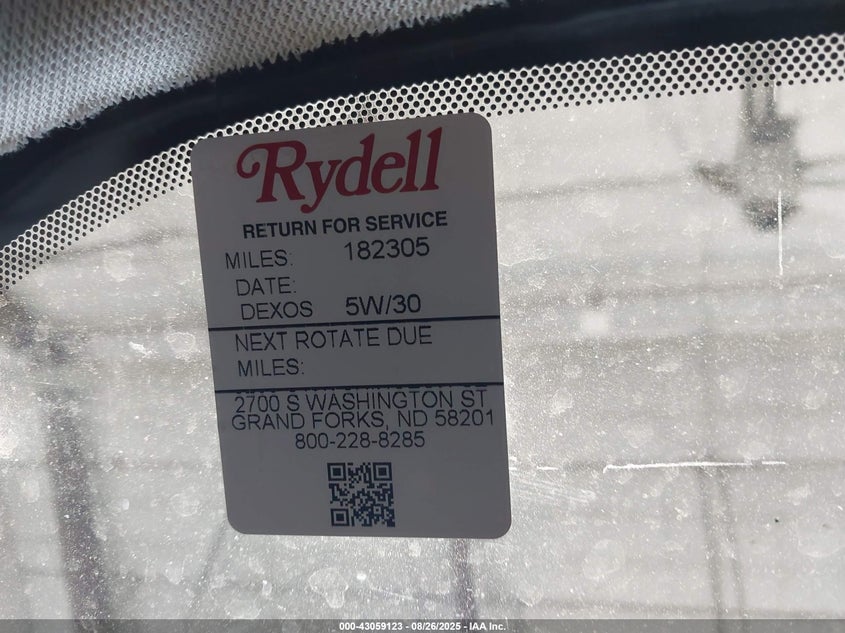 Rydell
RETURN FOR SERVICE
MILES: 182305
DATE:
DEXOS 5W/30
NEXT ROTATE DUE
MILES:
2700 S WASHINGTON ST
GRAND FORKS, ND 58201
800-228-8285
000-43059123 - 08/26/2025 - IAA Inc.